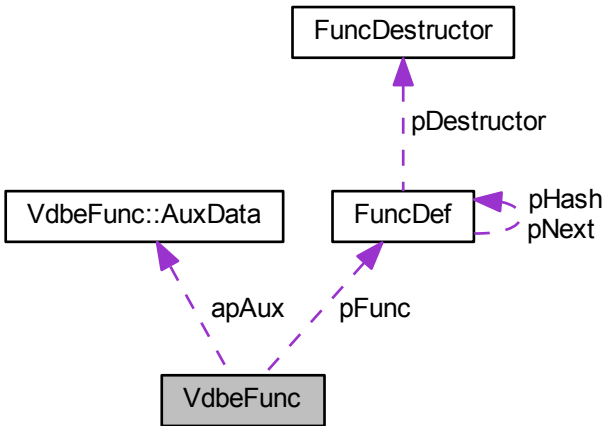 FuncDestructor
pDestructor
VdbeFunc::AuxData
FuncDef
pHash
pNext
apAux
pFunc
VdbeFunc